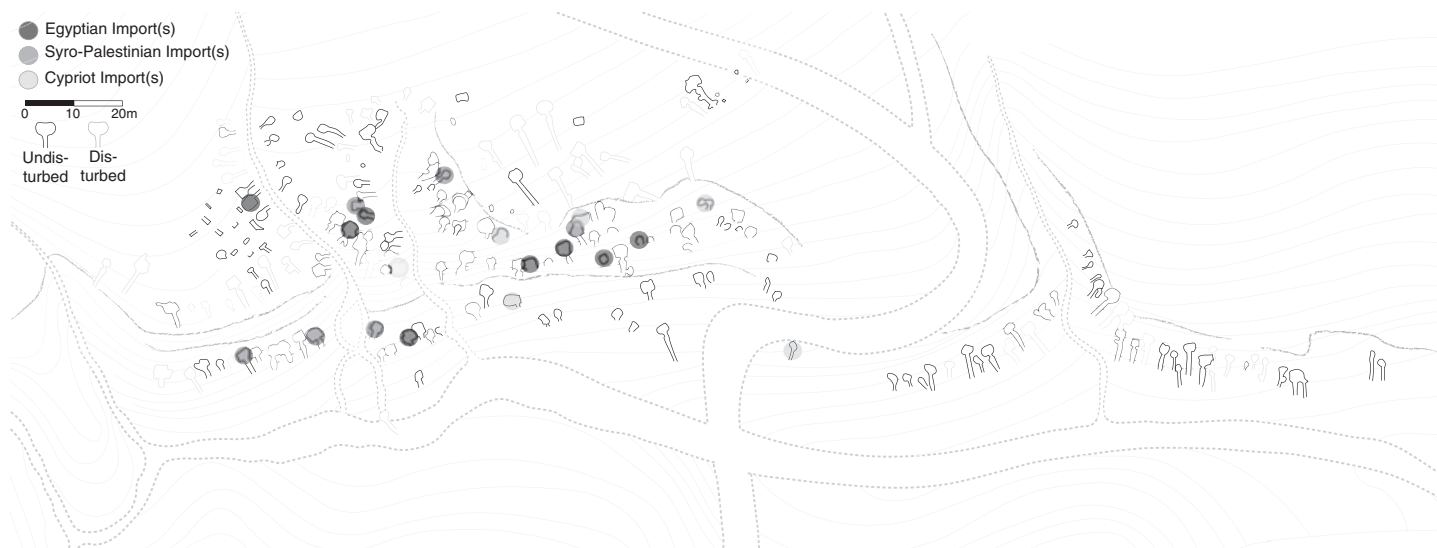 Egyptian Import(s)
Syro-Palestinian Import(s)
Cypriot Import(s)
0 10 20m
Undis-
turbed
Dis-
turbed